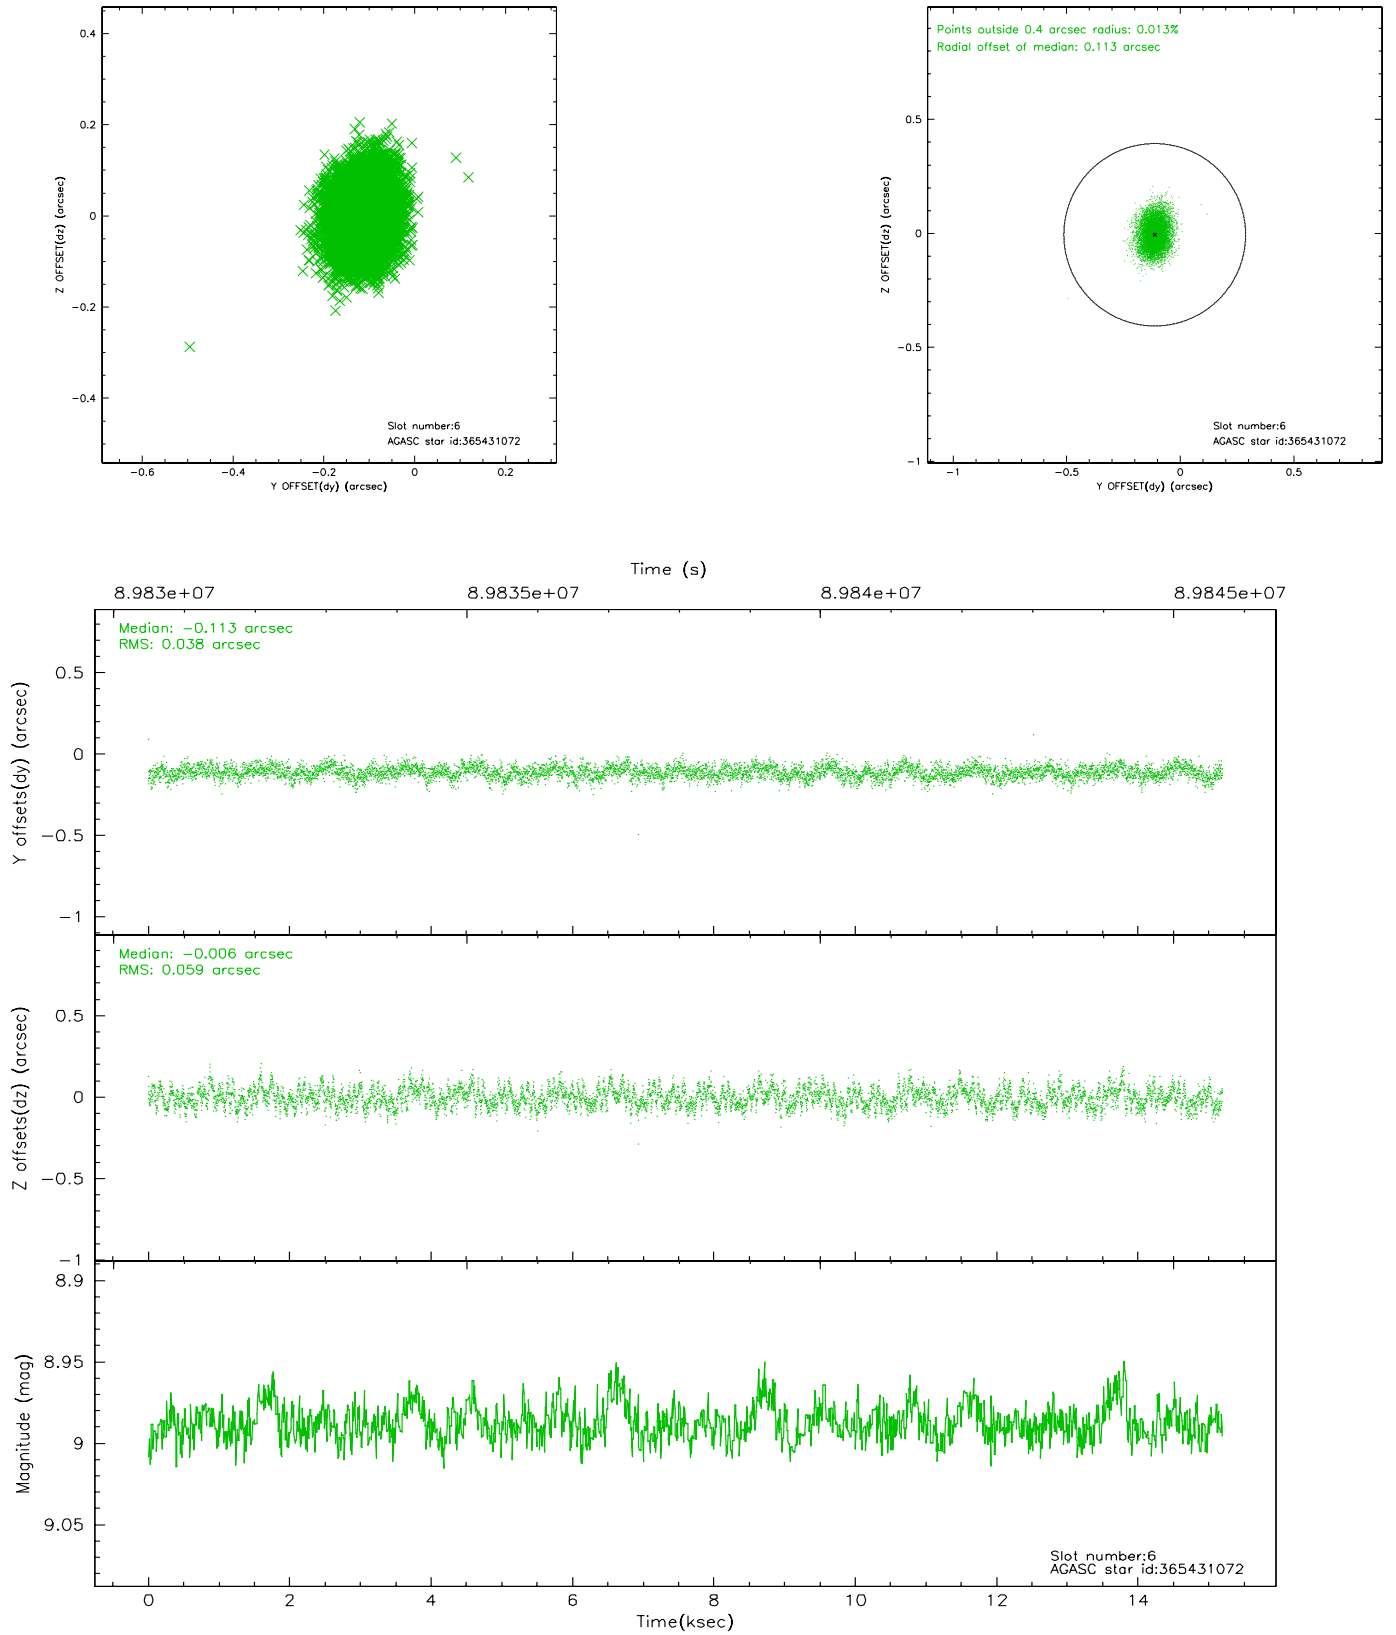 0.4
0.2
0
−0.2
−0.4
Z OFFSET(dz) (arcsec)
Slot number:6
AGASC star id:365431072
−0.6 −0.4 −0.2 0 0.2
Y OFFSET(dy) (arcsec)
Points outside 0.4 arcsec radius: 0.013%
Radial offset of median: 0.113 arcsec
0.5
0
−0.5
−1
Z OFFSET(dz) (arcsec)
Slot number:6
AGASC star id:365431072
−1 −0.5 0 0.5
Y OFFSET(dy) (arcsec)
Time (s)
8.983e+07 8.9835e+07 8.984e+07 8.9845e+07
Median: −0.113 arcsec
RMS: 0.038 arcsec
0.5
0
−0.5
−1
Y offsets(dy) (arcsec)
Median: −0.006 arcsec
RMS: 0.059 arcsec
0.5
0
−0.5
−1
Z offsets(dz) (arcsec)
8.9
8.95
9
9.05
Magnitude (mag)
Slot number:6
AGASC star id:365431072
0 2 4 6 8 10 12 14
Time(ksec)